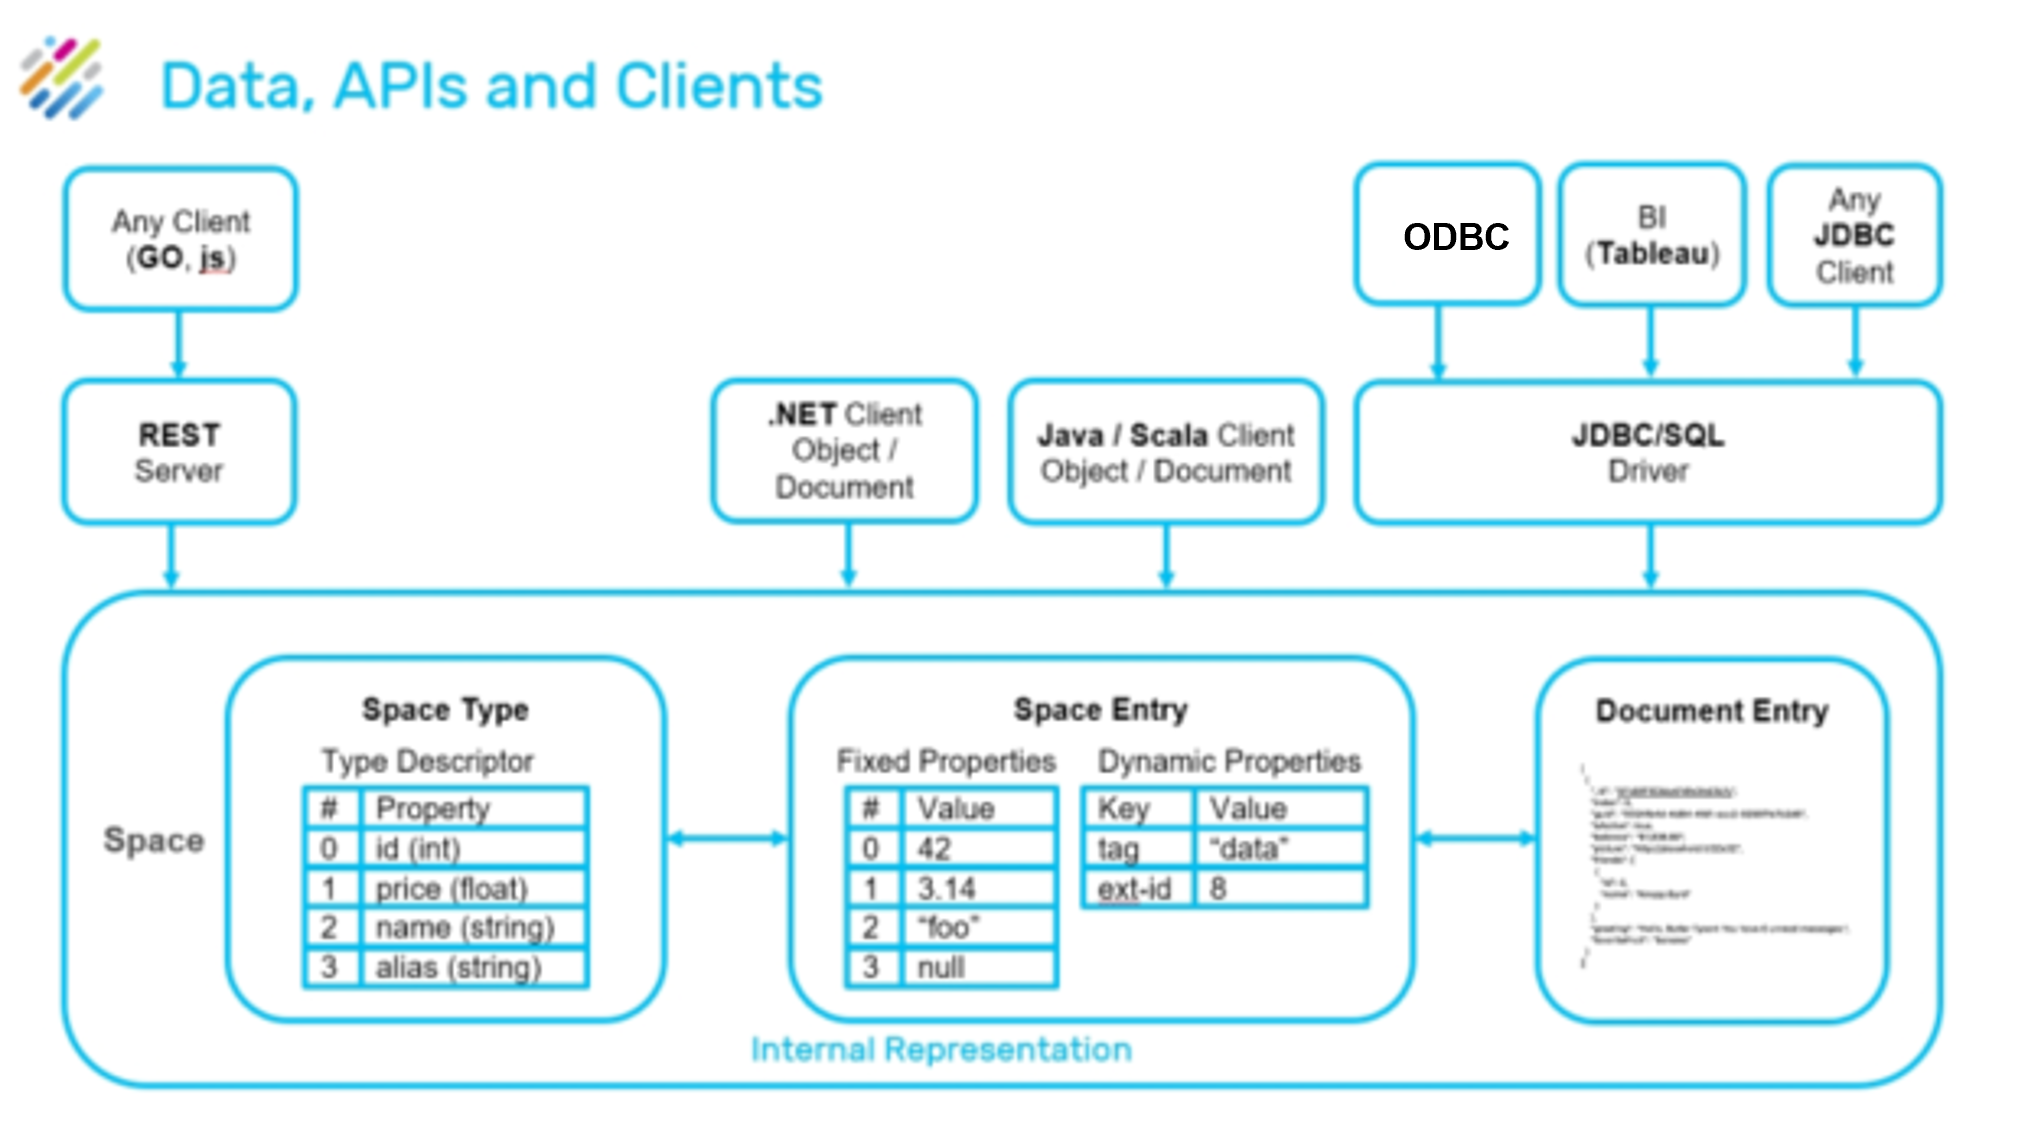 Data, APIs and Clients
Any Client
(GO, js)
ODBC
BI
(Tableau)
Any
JDBC
Client
REST
Server
.NET Client
Object /
Document
Java / Scala Client
Object / Document
JDBC/SQL
Driver
Space
Space Type
Type Descriptor
# Property
0 id (int)
1 price (float)
2 name (string)
3 alias (string)
Space Entry
Fixed Properties
# Value
0 42
1 3.14
2 “foo”
3 null
Dynamic Properties
Key Value
tag “data”
ext-id 8
Document Entry
Internal Representation